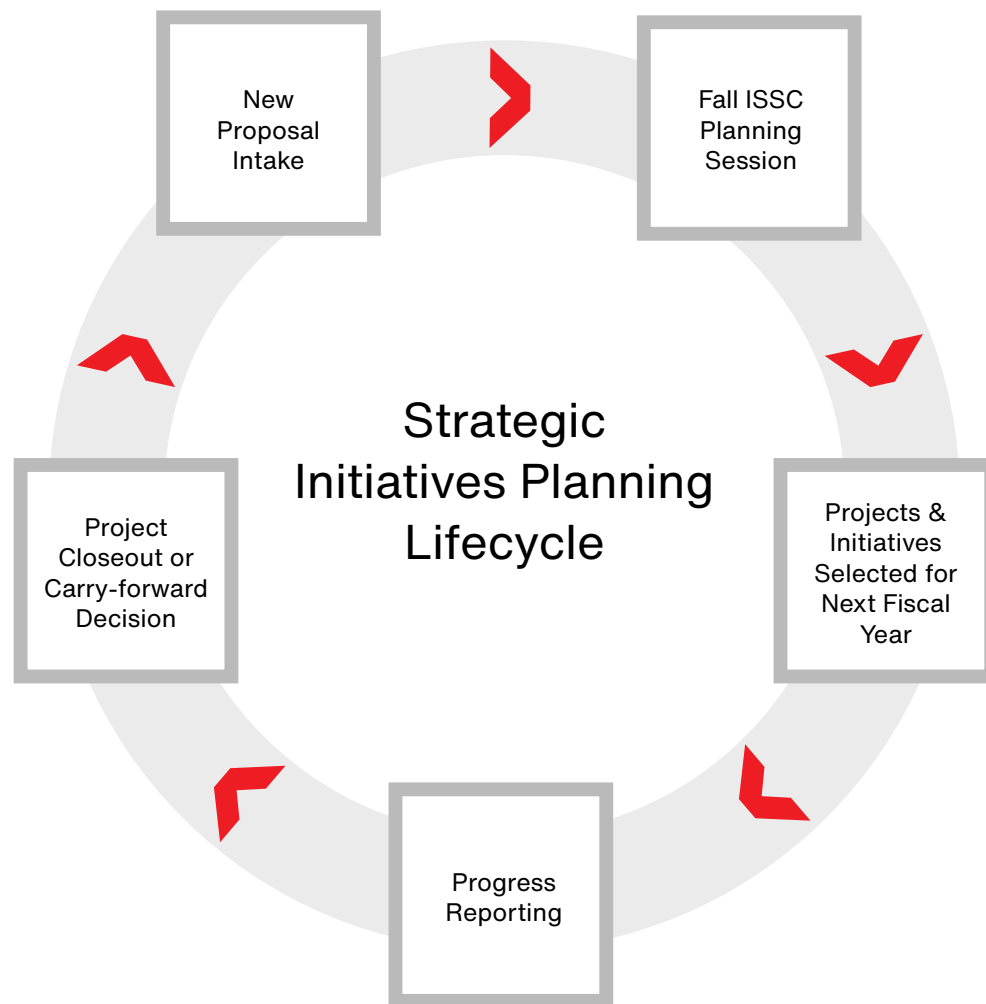 New
Proposal
Intake
Fall ISSC
Planning
Session
Strategic
Initiatives Planning
Lifecycle
Project
Closeout or
Carry-forward
Decision
Projects &
Initiatives
Selected for
Next Fiscal
Year
Progress
Reporting